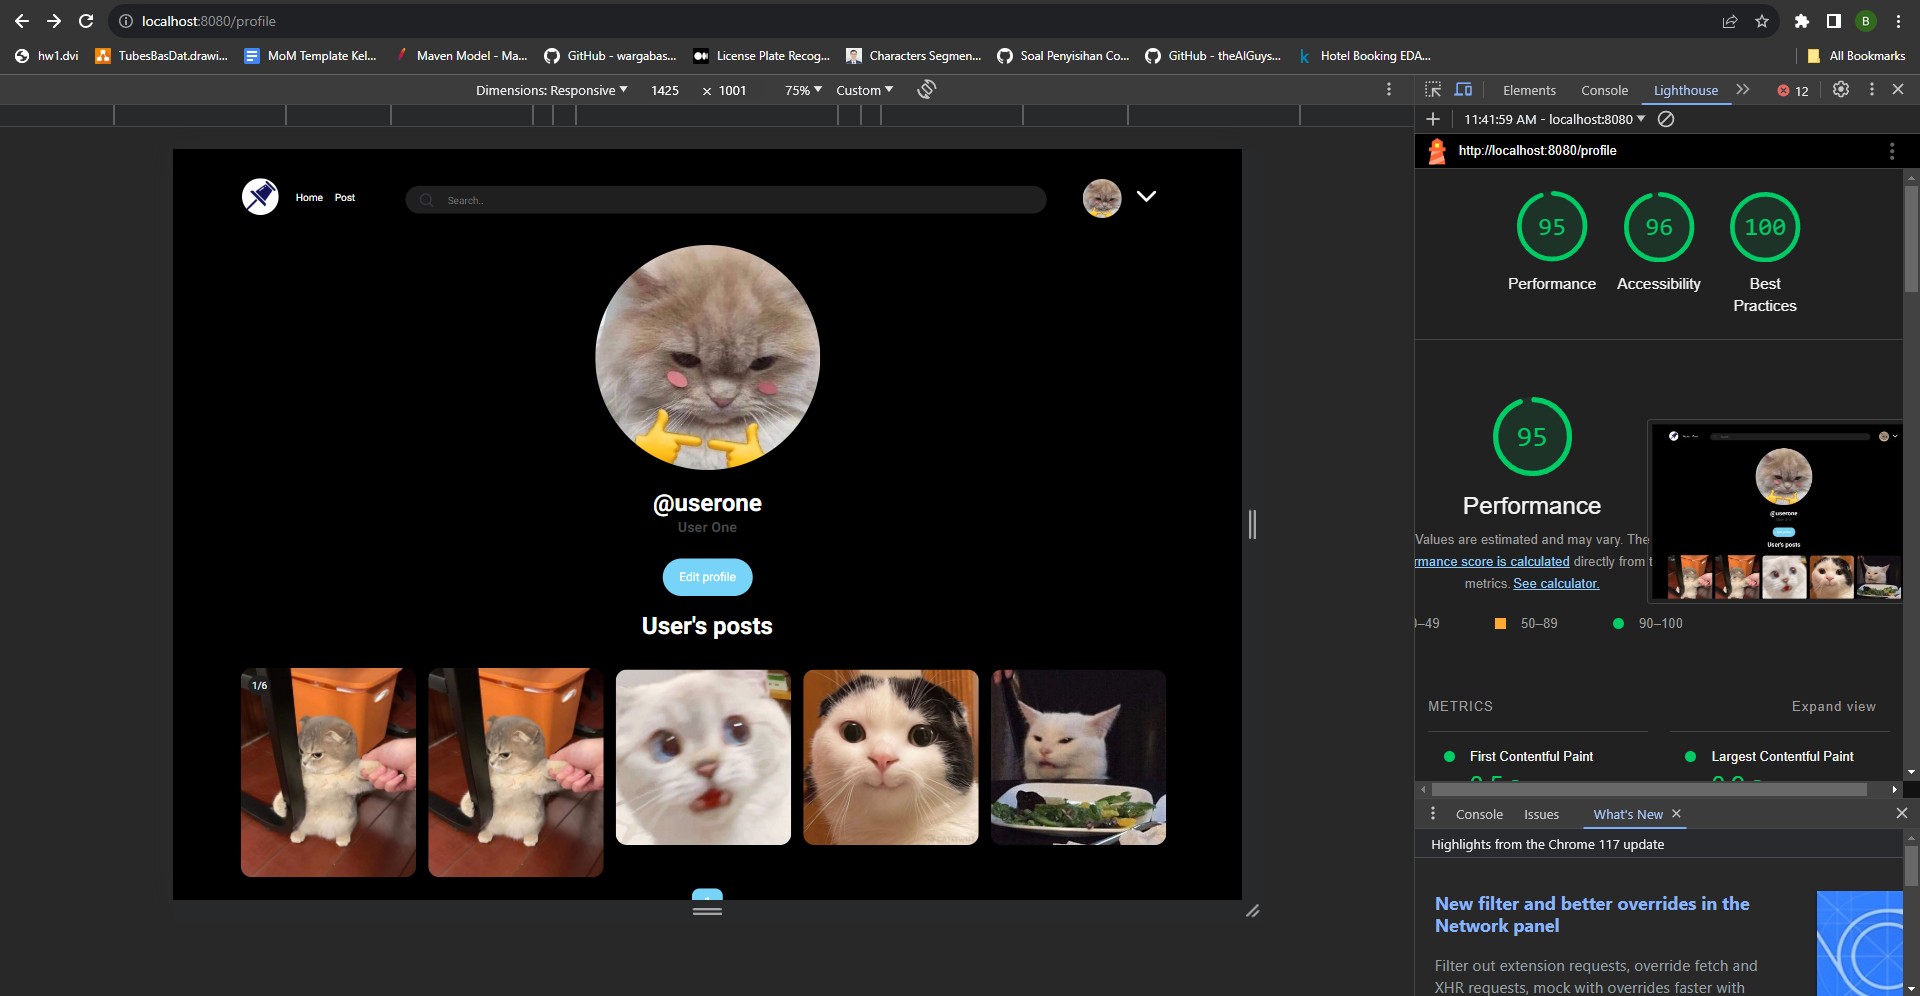 localhost:8080/profile
B
hw1.dvi
TubesBasDat.drawi...
MoM Template Kel...
Maven Model - Ma...
GitHub - wargabas...
License Plate Recog...
Characters Segmen...
Soal Penyisihan Co...
GitHub - theAIGuys...
Hotel Booking EDA...
All Bookmarks
Dimensions: Responsive
1425 × 1001
75%
Custom
Elements
Console
Lighthouse
12
11:41:59 AM - localhost:8080
http://localhost:8080/profile
Home
Post
Search..
@userone
User One
Edit profile
User's posts
1/6
95
96
100
Performance
Accessibility
Best
Practices
95
Performance
Values are estimated and may vary. The
rmance score is calculated directly from t
metrics. See calculator.
–49
50–89
90–100
@userone
User's posts
METRICS
Expand view
First Contentful Paint
Largest Contentful Paint
Console
Issues
What's New
Highlights from the Chrome 117 update
New filter and better overrides in the
Network panel
Filter out extension requests, override fetch and
XHR requests, mock with overrides faster with